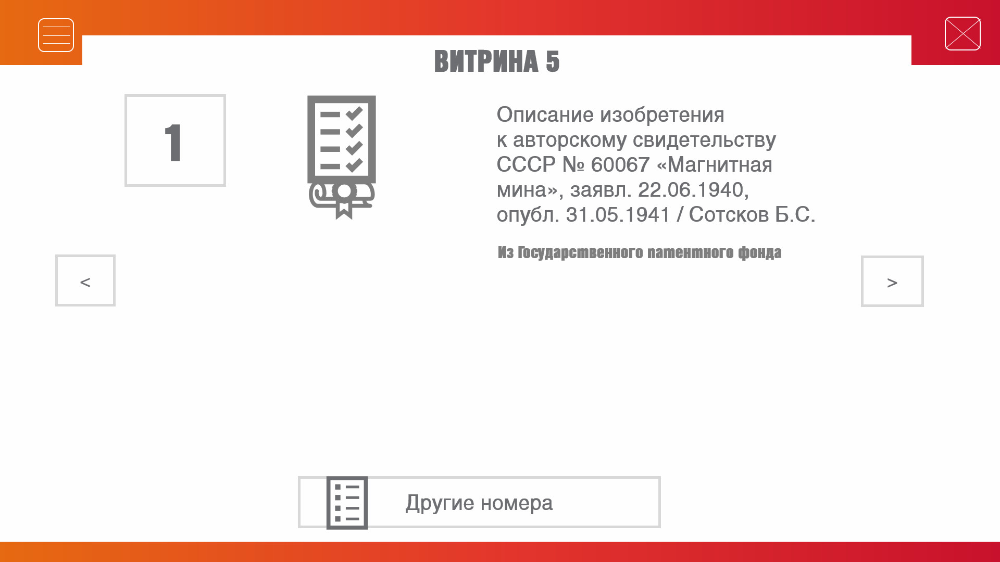 ВИТРИНА 5
1
Описание изобретения
к авторскому свидетельству
СССР № 60067 «Магнитная
мина», заявл. 22.06.1940,
опубл. 31.05.1941 / Сотсков Б.С.
Из Государственного патентного фонда
<
>
Другие номера